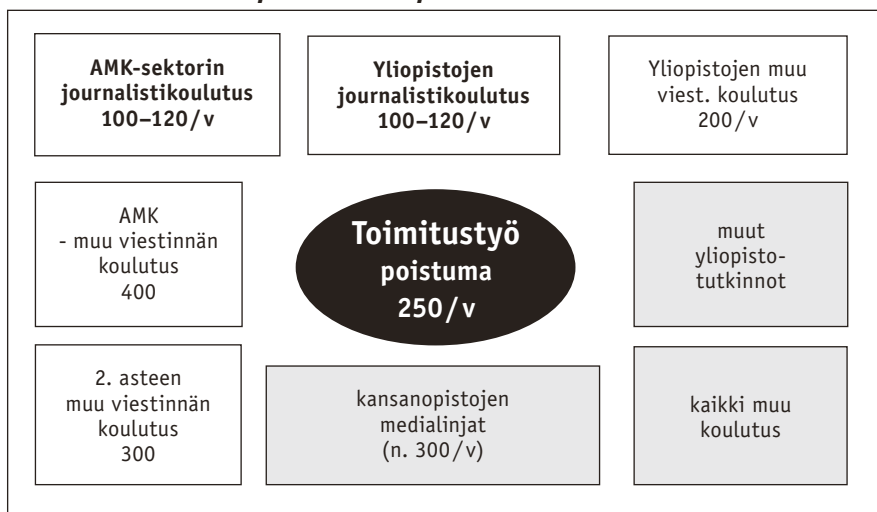 AMK-sektorin
journalistikoulutus
100–120/v
Yliopistojen
journalistikoulutus
100–120/v
Yliopistojen muu
viest. koulutus
200/v
AMK
- muu viestinnän
koulutus
400
Toimitustyö
poistuma
250/v
muut
yliopisto-
tutkinnot
2. asteen
muu viestinnän
koulutus
300
kansanopistojen
medialinjat
(n. 300/v)
kaikki muu
koulutus